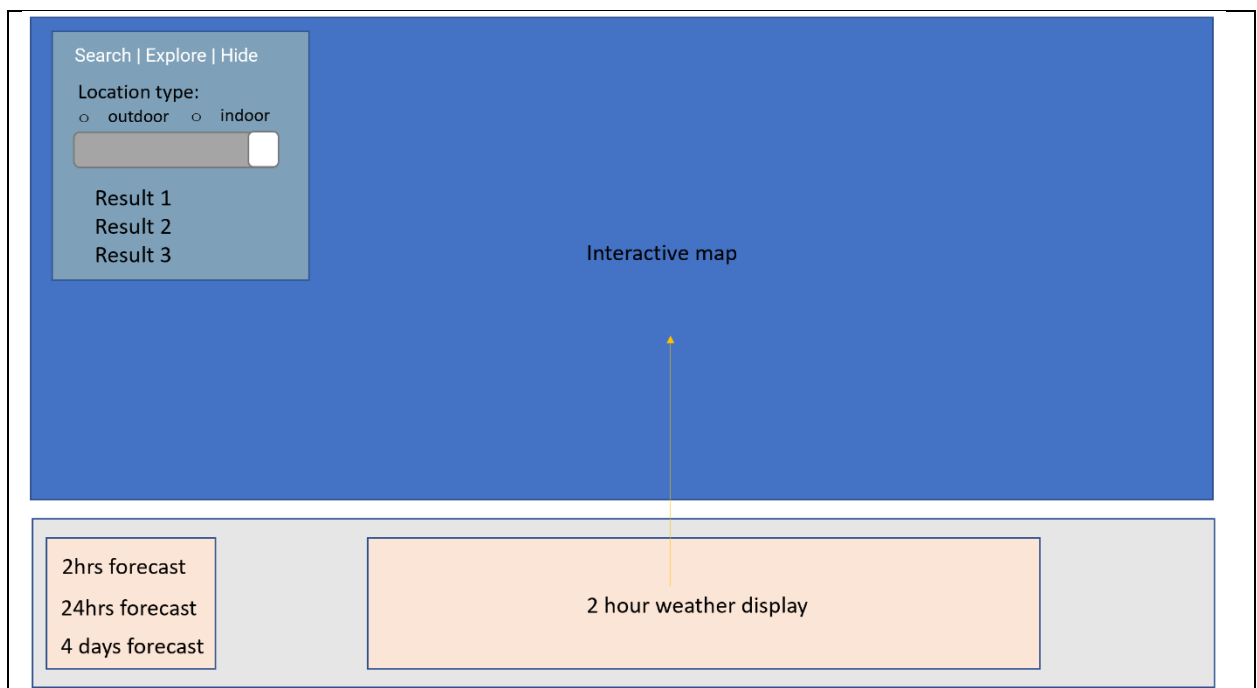 Search | Explore | Hide
Location type:
○ outdoor ○ indoor
Result 1
Result 2
Result 3
Interactive map
2hrs forecast
24hrs forecast
4 days forecast
2 hour weather display